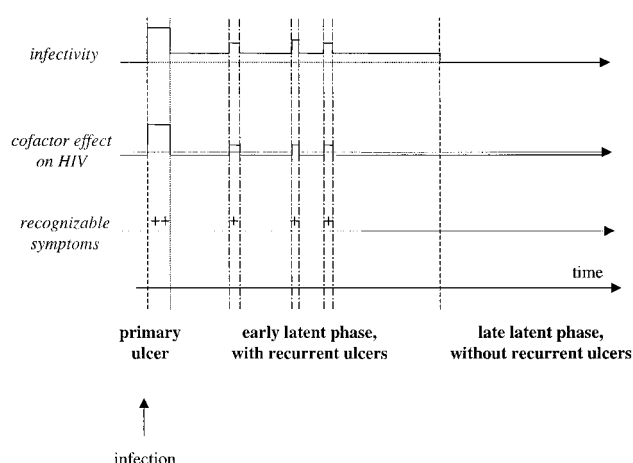 infectivity
cofactor effect
on HIV
++ + + +
recognizable
symptoms
time
primary
ulcer
early latent phase,
with recurrent ulcers
late latent phase,
without recurrent ulcers
infection